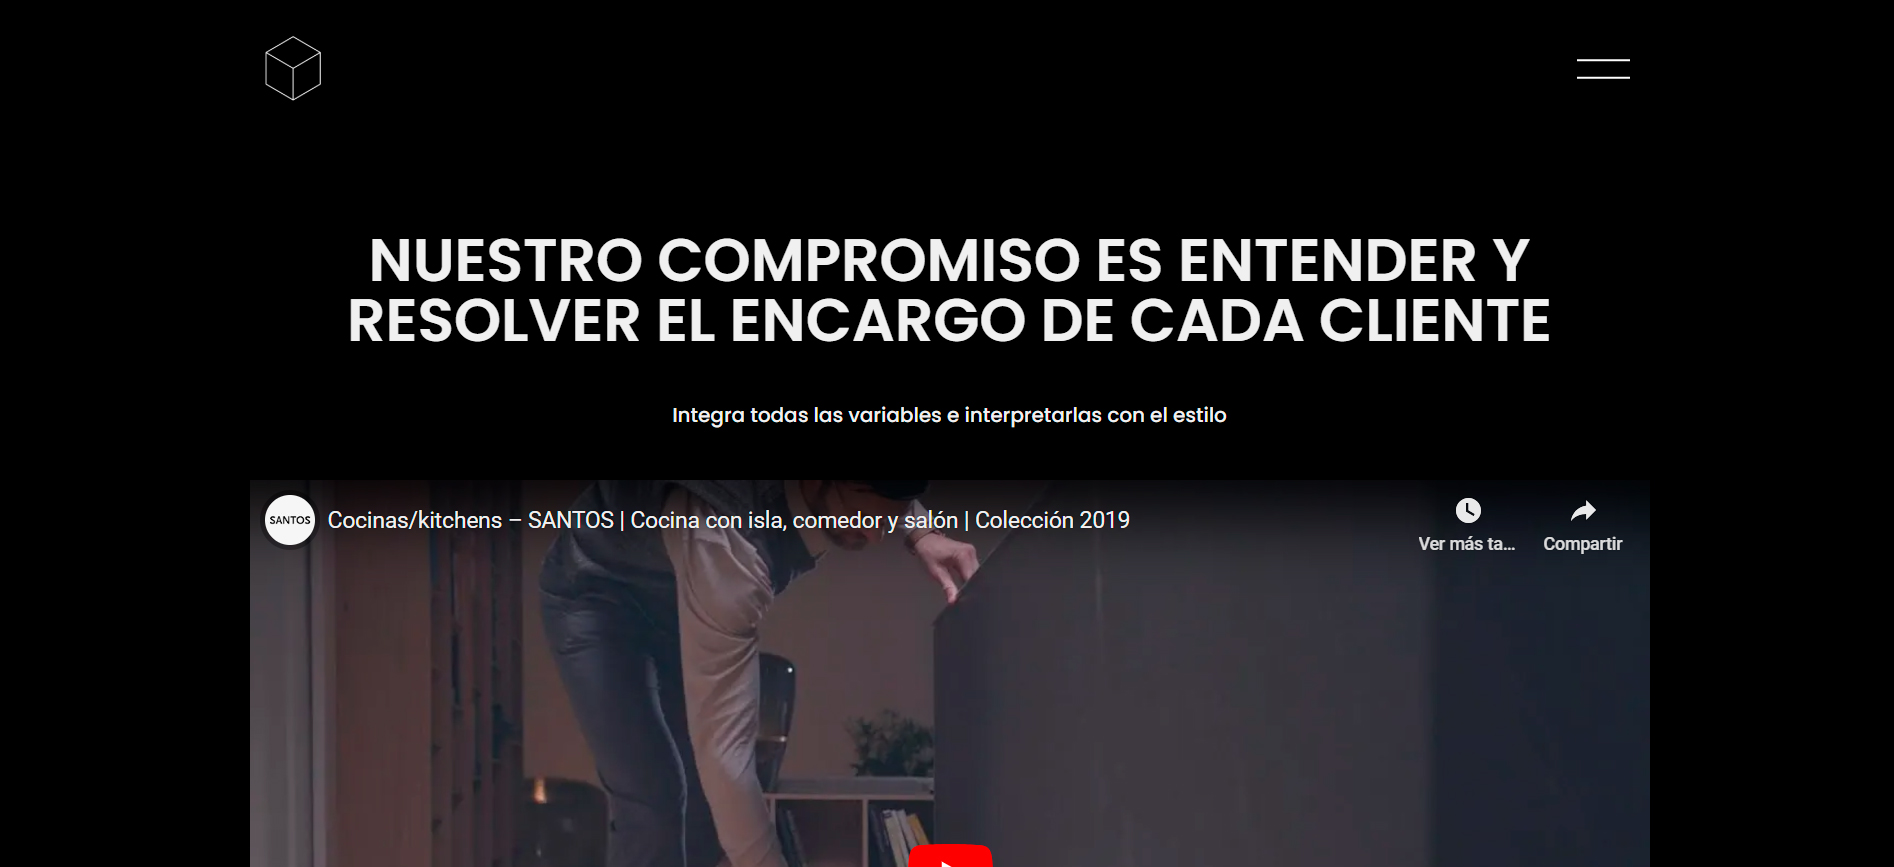 NUESTRO COMPROMISO ES ENTENDER Y
RESOLVER EL ENCARGO DE CADA CLIENTE
Integra todas las variables e interpretarlas con el estilo
SANTOS
Cocinas/kitchens – SANTOS | Cocina con isla, comedor y salón | Colección 2019
Ver más ta...
Compartir